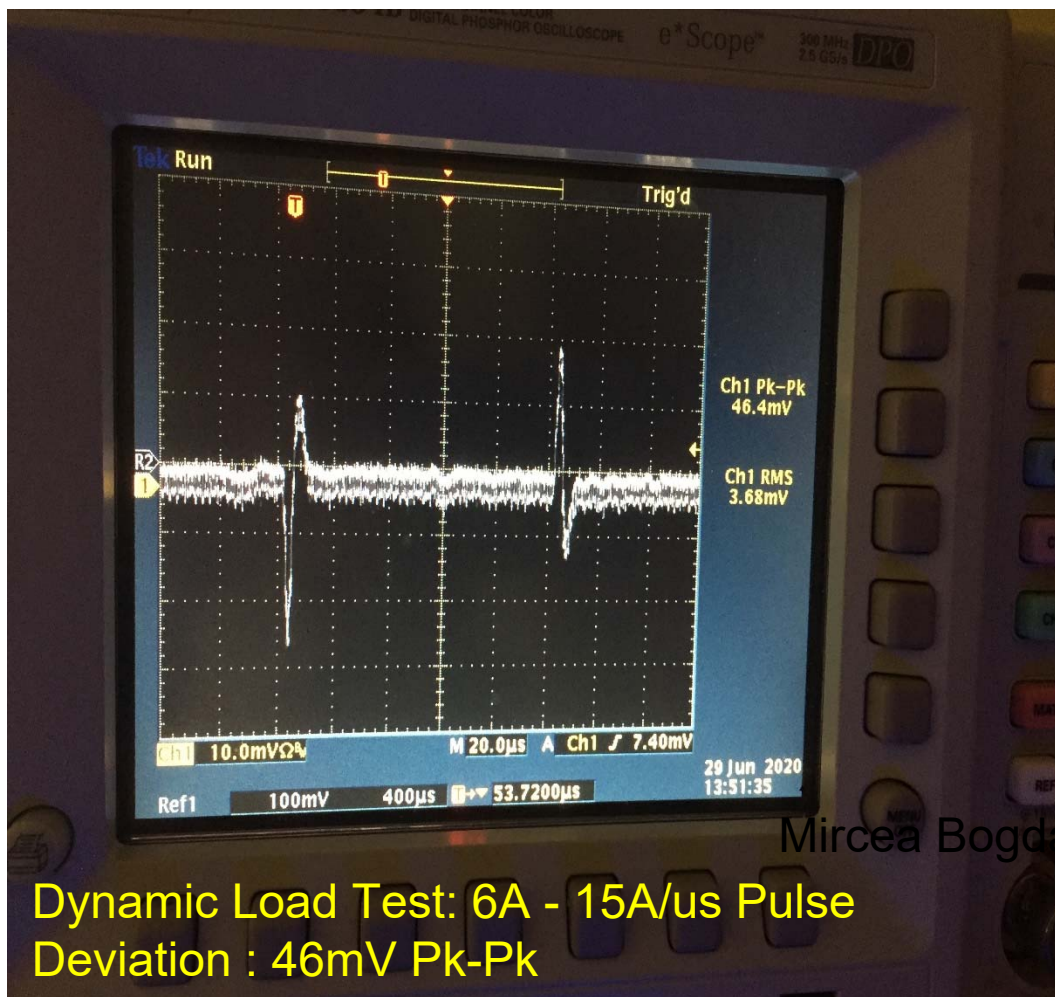 DIGITAL PHOSPHOR OSCILLOSCOPE
e*Scope™
300 MHz
2.5 GS/s DPO
Tek Run
Trig'd
T
T
Ch1 Pk-Pk
46.4mV
R2
1
Ch1 RMS
3.68mV
Ch1 10.0mVΩ
M 20.0µs A Ch1 ʃ 7.40mV
29 Jun 2020
13:51:35
Ref1 100mV 400µs T→▼ 53.7200µs
Mircea Bogd
Dynamic Load Test: 6A - 15A/us Pulse
Deviation : 46mV Pk-Pk